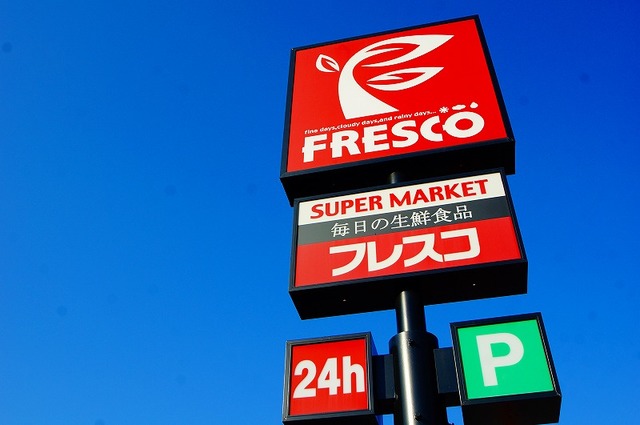 fine days,cloudy days,and rainy days...
FRESCO
SUPER MARKET
毎日の生鮮食品
フレスコ
24h
P